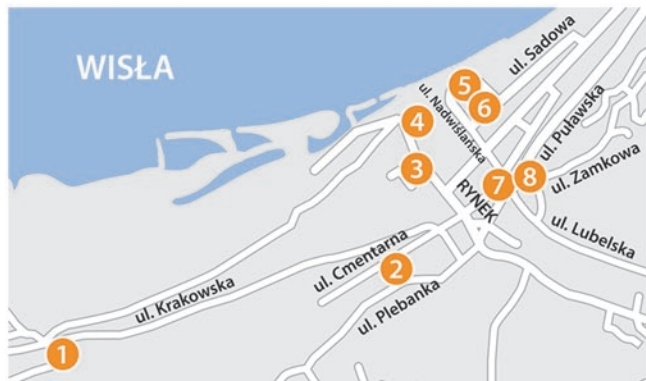 WISŁA
ul. Sadowa
5
6
ul. Nadwiślańska
4
ul. Puławska
3
7
8
RYNEK
ul. Zamkowa
ul. Lubelska
ul. Cmentarna
2
ul. Krakowska
ul. Plebanka
1